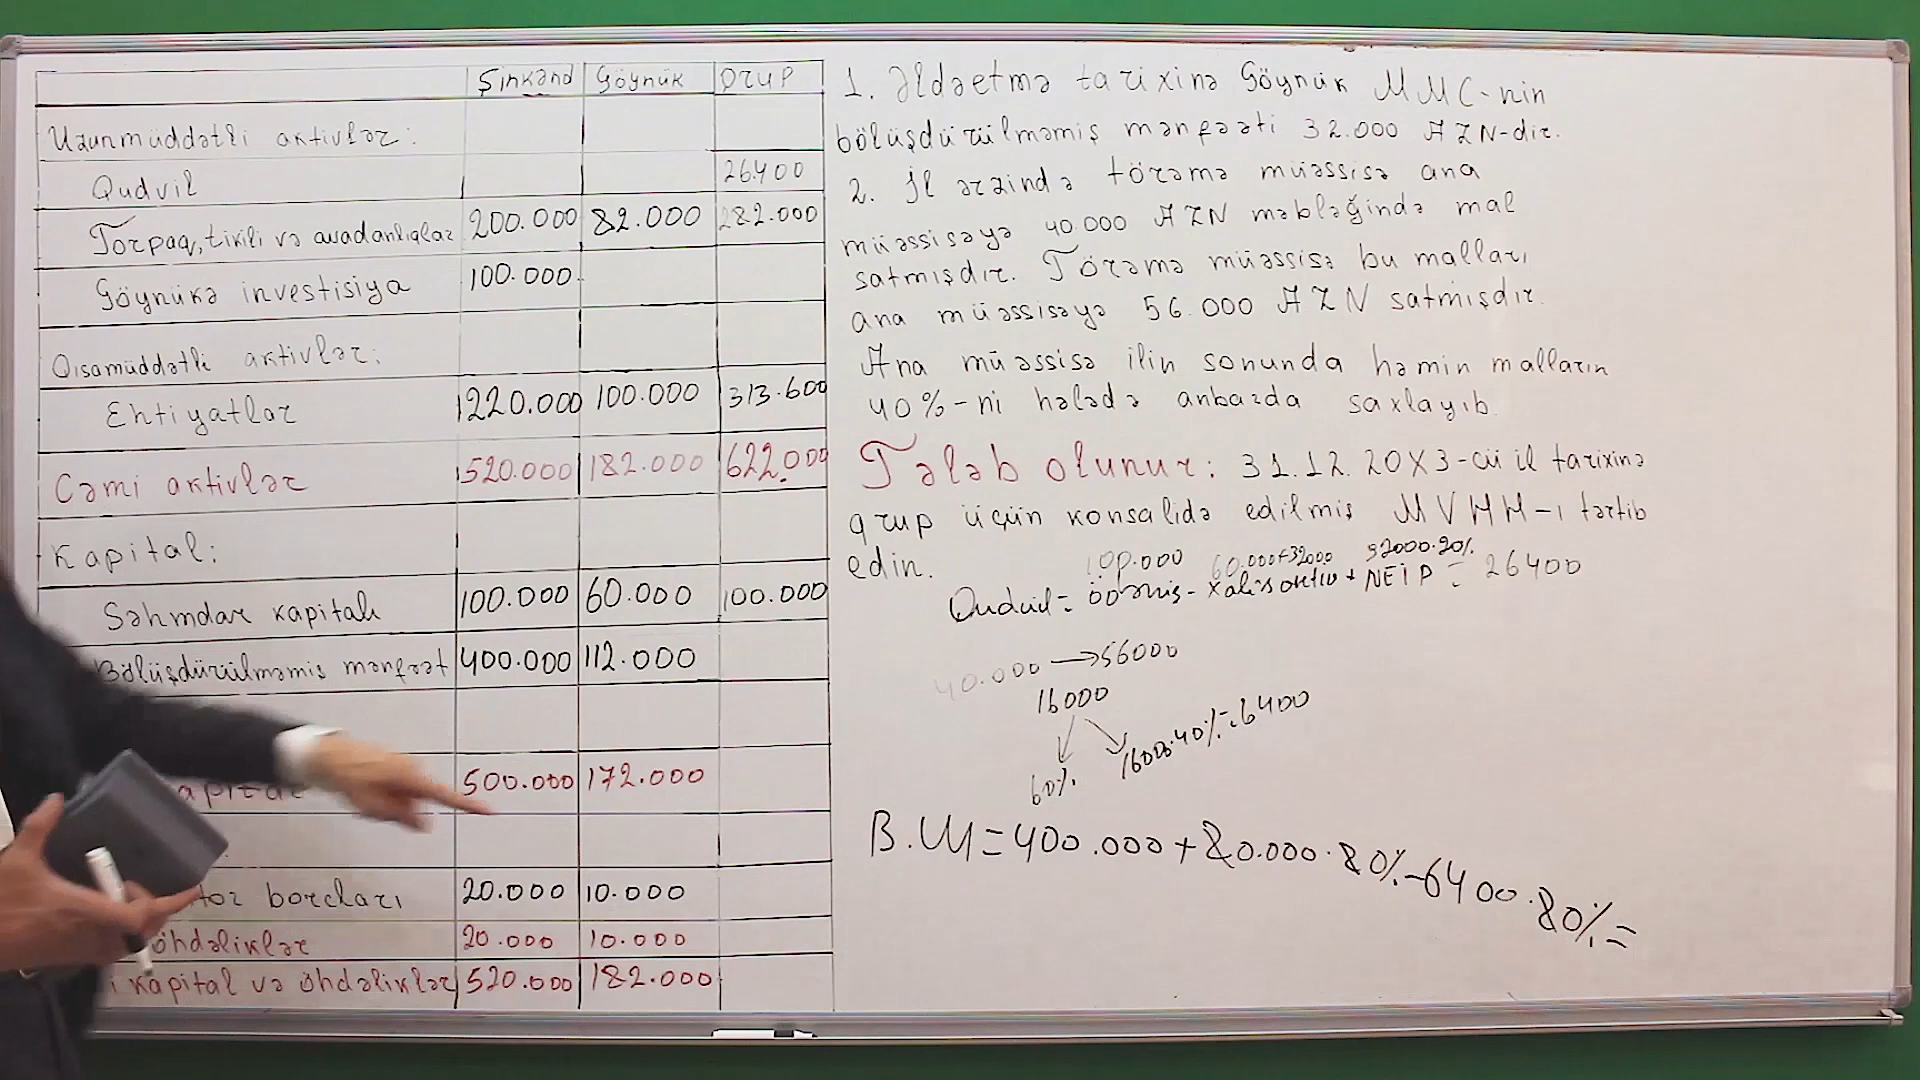 Şinkənd Göynük Qrup
Uzunmüddətli aktivlər:
Qudvil 26.400
Torpaq, tikili və avadanlıqlar 200.000 82.000 282.000
Göynükə investisiya 100.000
Qısamüddətli aktivlər:
Ehtiyatlar 220.000 100.000 313.600
Cəmi aktivlər 520.000 182.000 622.000
Kapital:
Səhmdar kapitalı 100.000 60.000 100.000
Bölüşdürülməmiş mənfəət 400.000 112.000
500.000 172.000
borcları 20.000 10.000
öhdəliklər 20.000 10.000
kapital və öhdəliklər 520.000 182.000
1. Əldəetmə tarixinə Göynük MMC-nin
bölüşdürülməmiş mənfəəti 32.000 AZN-dir.
2. İl ərzində törəmə müəssisə ana
müəssisəyə 40.000 AZN məbləğində mal
satmışdır. Törəmə müəssisə bu malları
ana müəssisəyə 56.000 AZN satmışdır.
Ana müəssisə ilin sonunda həmin malların
40%-ni hələdə anbarda saxlayıb.
Tələb olunur: 31.12.20X3-cü il tarixinə
qrup üçün konsalidə edilmiş MVHH-ı tərtib
edin.
100.000 60.000+32000 92000.20%
Qudvil = ödəmiş - xalis aktiv + NEİP = 26400
40.000 → 56000
16000
60% 16000.40%=6400
B.M = 400.000 + 80.000.80% - 6400.80% =